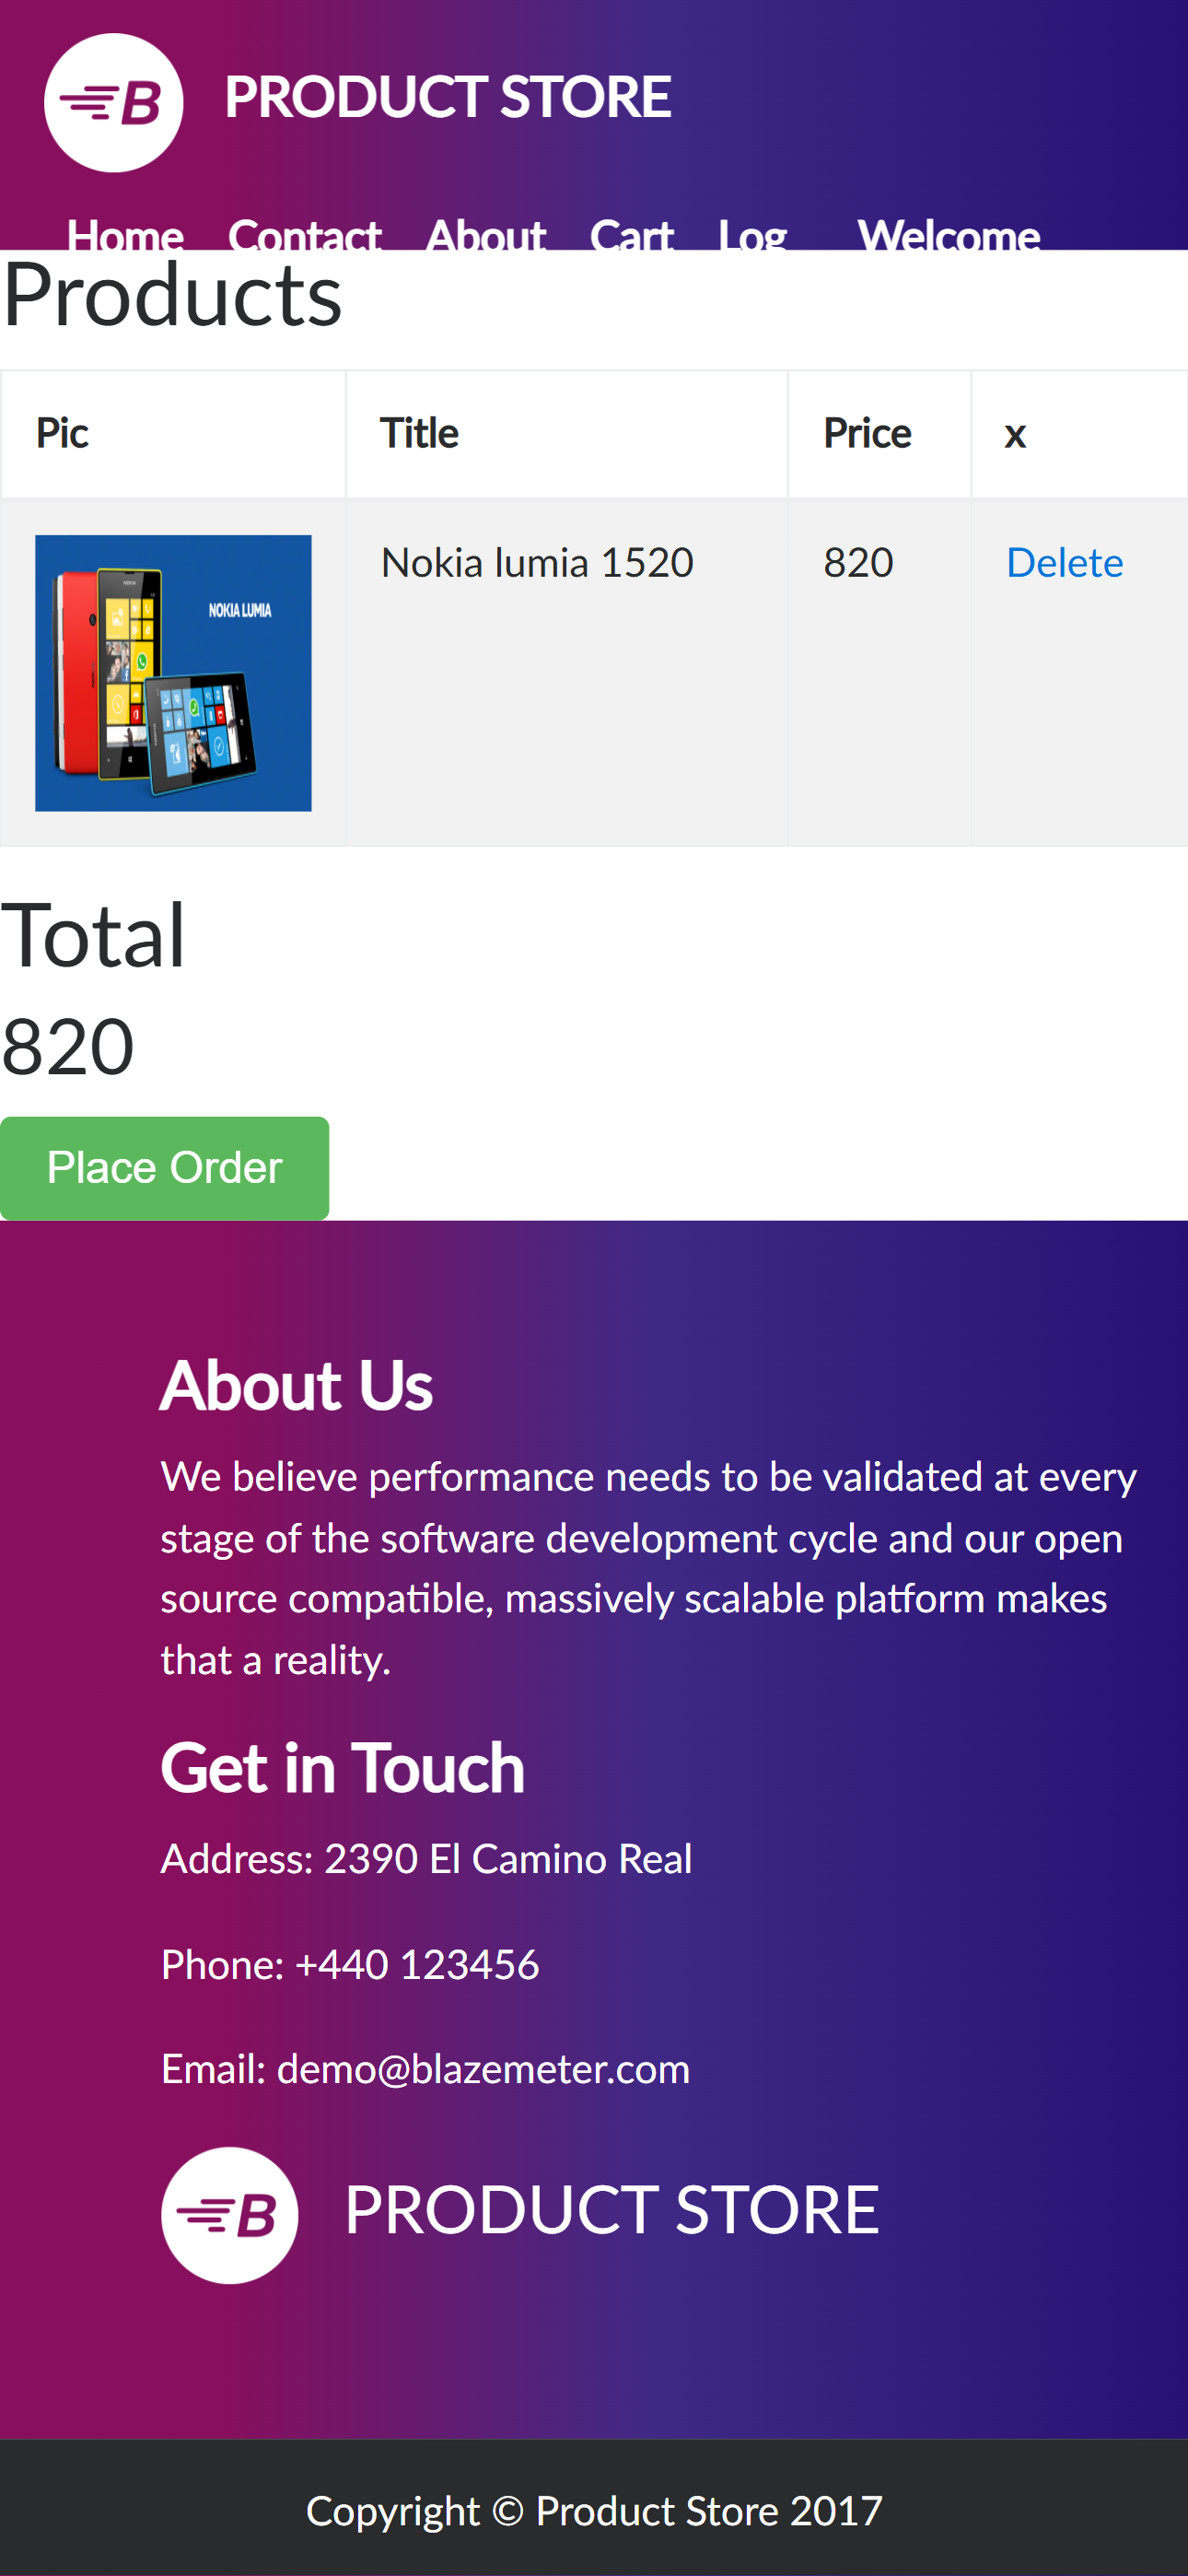 B
PRODUCT STORE
Home Contact About Cart Log Welcome
Products
Pic Title Price x
Nokia lumia 1520 820 Delete
NOKIA LUMIA
Total
820
Place Order
About Us
We believe performance needs to be validated at every
stage of the software development cycle and our open
source compatible, massively scalable platform makes
that a reality.
Get in Touch
Address: 2390 El Camino Real
Phone: +440 123456
Email: demo@blazemeter.com
B
PRODUCT STORE
Copyright © Product Store 2017